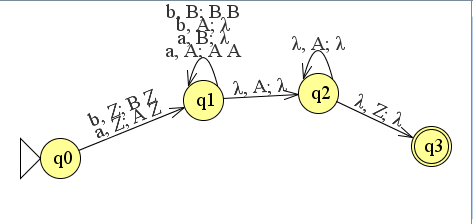 b, B; B B
b, A; λ
a, B; λ
a, A; A A
λ, A; λ
q1
λ, A; λ
q2
b, Z; B Z
a, Z; A Z
λ, Z; λ
q0
q3